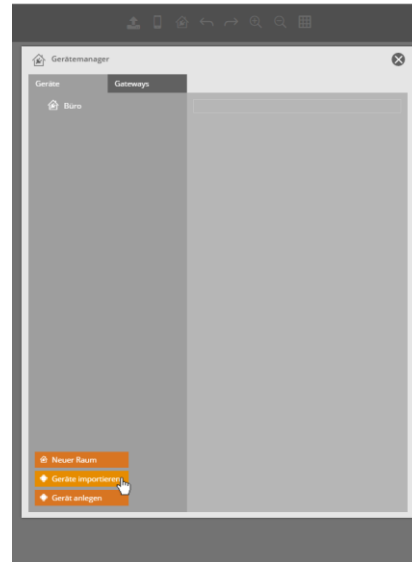 Gerätemanager
Geräte Gateways
Büro
Neuer Raum
Geräte importieren
Gerät anlegen